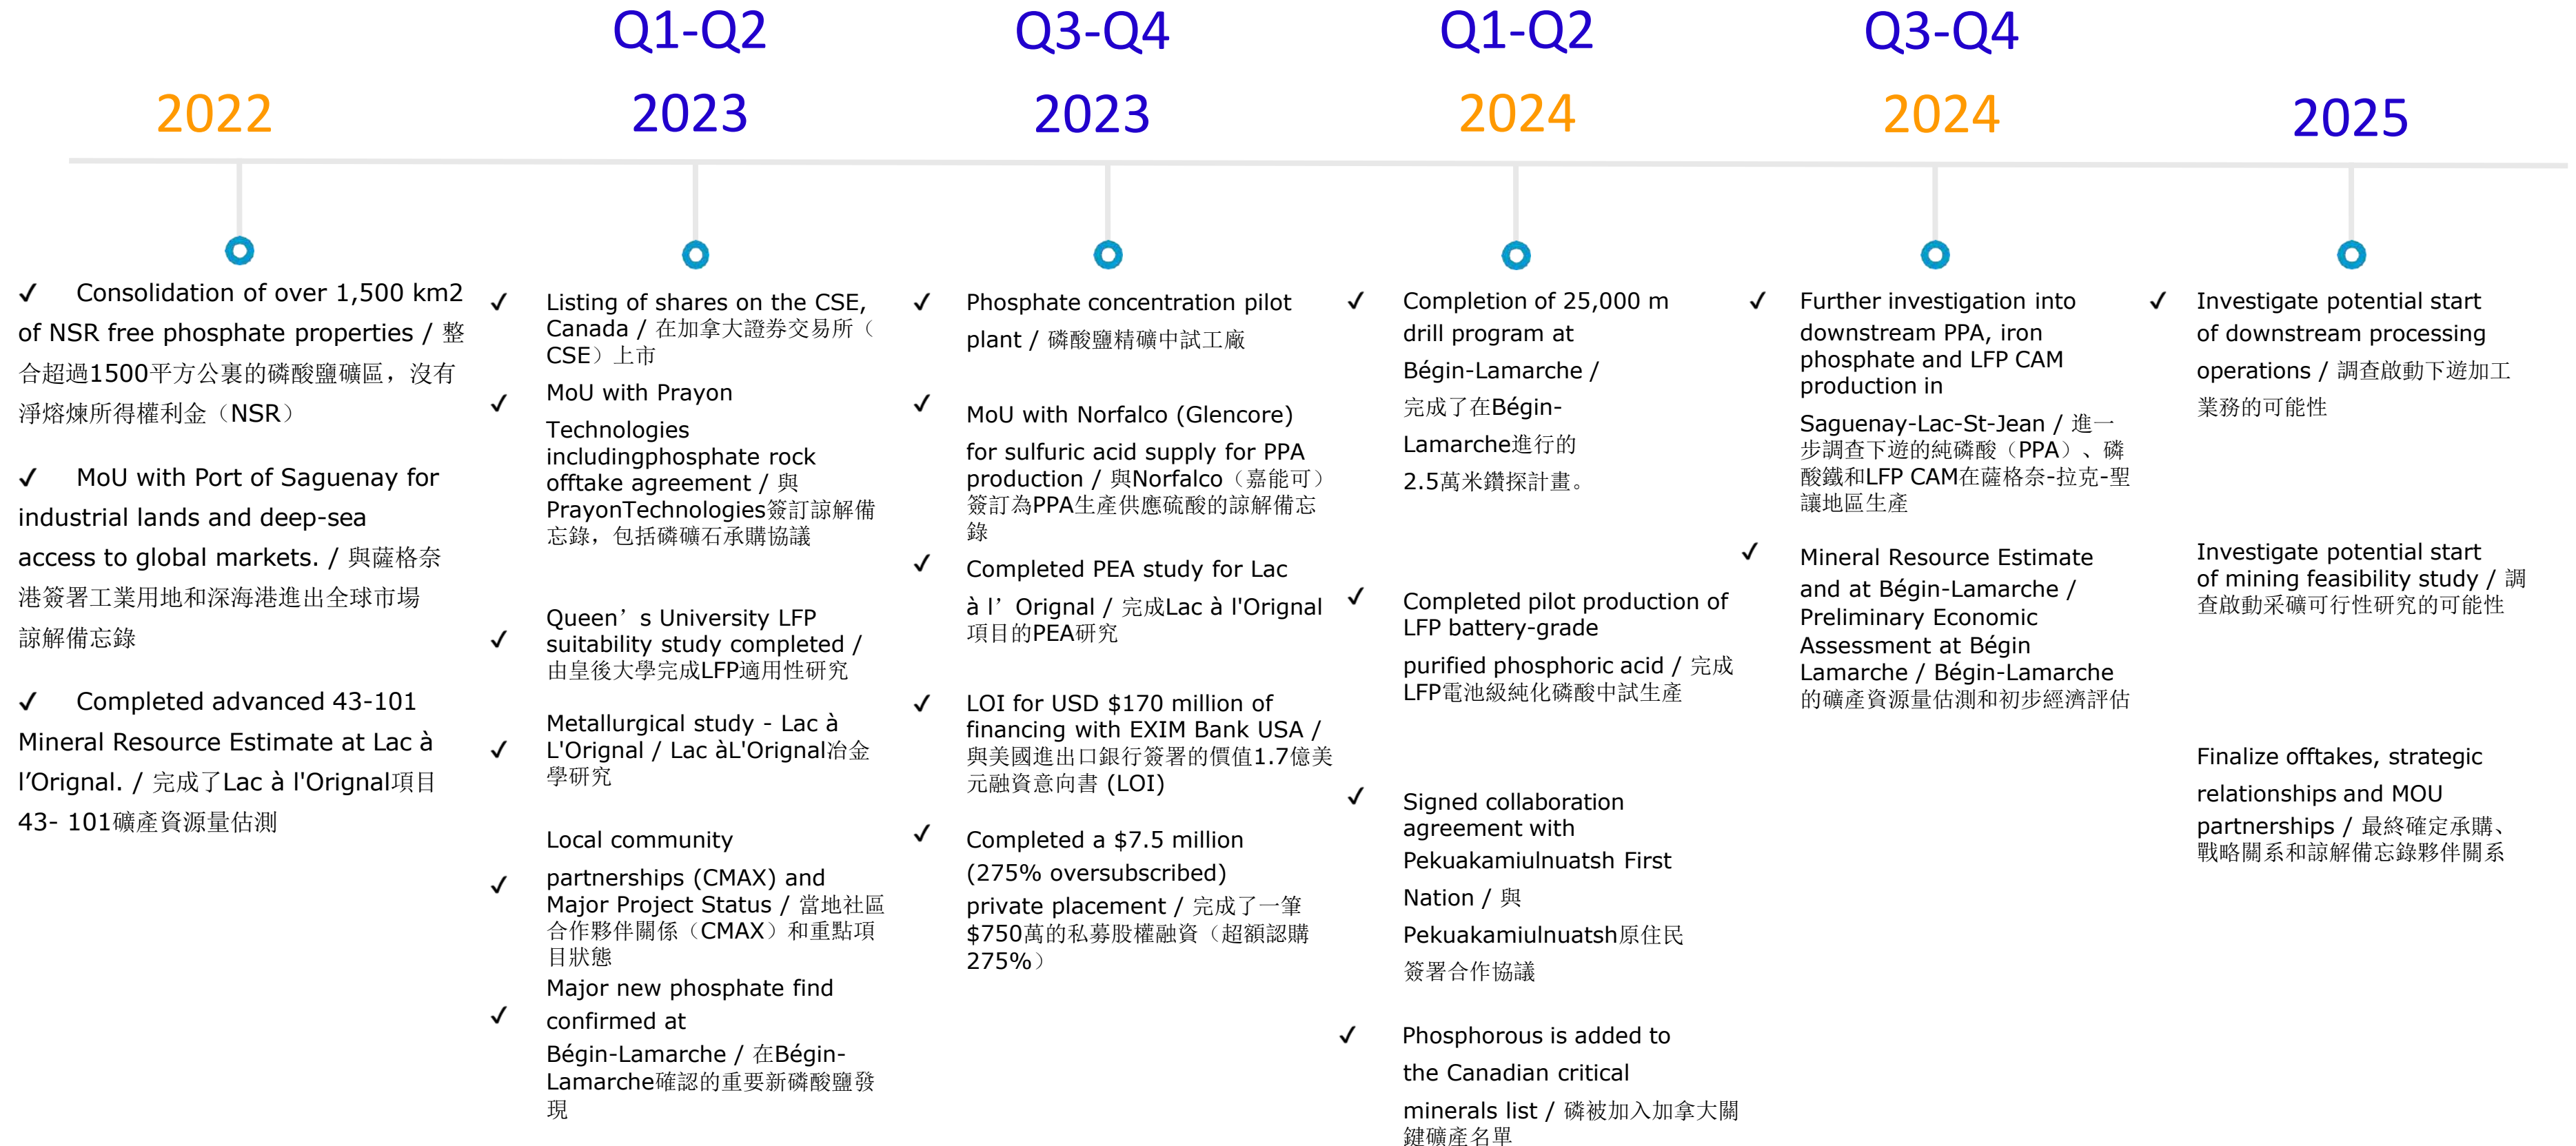 Q1-Q2
Q3-Q4
Q1-Q2
Q3-Q4
2022
2023
2023
2024
2024
2025
✓ Consolidation of over 1,500 km2
of NSR free phosphate properties / 整
合超過1500平方公裏的磷酸鹽礦區，沒有
淨熔煉所得權利金（NSR）
✓ MoU with Port of Saguenay for
industrial lands and deep-sea
access to global markets. / 與薩格奈
港簽署工業用地和深海港進出全球市場
諒解備忘錄
✓ Completed advanced 43-101
Mineral Resource Estimate at Lac à
l’Orignal. / 完成了Lac à l'Orignal項目
43- 101礦產資源量估測
✓ Listing of shares on the CSE,
Canada / 在加拿大證券交易所（
CSE）上市
✓ MoU with Prayon
Technologies
includingphosphate rock
offtake agreement / 與
PrayonTechnologies簽訂諒解備
忘錄，包括磷礦石承購協議
✓ Queen’s University LFP
suitability study completed /
由皇後大學完成LFP適用性研究
✓ Metallurgical study - Lac à
L'Orignal / Lac àL'Orignal冶金
學研究
Local community
✓ partnerships (CMAX) and
Major Project Status / 當地社區
合作夥伴關係（CMAX）和重點項
目狀態
Major new phosphate find
✓ confirmed at
Bégin-Lamarche / 在Bégin-
Lamarche確認的重要新磷酸鹽發
現
✓ Phosphate concentration pilot
plant / 磷酸鹽精礦中試工廠
✓ MoU with Norfalco (Glencore)
for sulfuric acid supply for PPA
production / 與Norfalco（嘉能可）
簽訂為PPA生產供應硫酸的諒解備忘
錄
✓ Completed PEA study for Lac
à l’Orignal / 完成Lac à l'Orignal
項目的PEA研究
✓ LOI for USD $170 million of
financing with EXIM Bank USA /
與美國進出口銀行簽署的價值1.7億美
元融資意向書 (LOI)
✓ Completed a $7.5 million
(275% oversubscribed)
private placement / 完成了一筆
$750萬的私募股權融資（超額認購
275%）
✓ Completion of 25,000 m
drill program at
Bégin-Lamarche /
完成了在Bégin-
Lamarche進行的
2.5萬米鑽探計畫。
✓ Completed pilot production of
LFP battery-grade
purified phosphoric acid / 完成
LFP電池級純化磷酸中試生產
✓ Signed collaboration
agreement with
Pekuakamiulnuatsh First
Nation / 與
Pekuakamiulnuatsh原住民
簽署合作協議
✓ Phosphorous is added to
the Canadian critical
minerals list / 磷被加入加拿大關
鍵礦產名單
✓ Further investigation into
downstream PPA, iron
phosphate and LFP CAM
production in
Saguenay-Lac-St-Jean / 進一
步調查下遊的純磷酸（PPA）、磷
酸鐵和LFP CAM在薩格奈-拉克-聖
讓地區生產
✓ Mineral Resource Estimate
and at Bégin-Lamarche /
Preliminary Economic
Assessment at Bégin
Lamarche / Bégin-Lamarche
的礦產資源量估測和初步經濟評估
✓ Investigate potential start
of downstream processing
operations / 調查啟動下遊加工
業務的可能性
Investigate potential start
of mining feasibility study / 調
查啟動采礦可行性研究的可能性
Finalize offtakes, strategic
relationships and MOU
partnerships / 最終確定承購、
戰略關系和諒解備忘錄夥伴關系